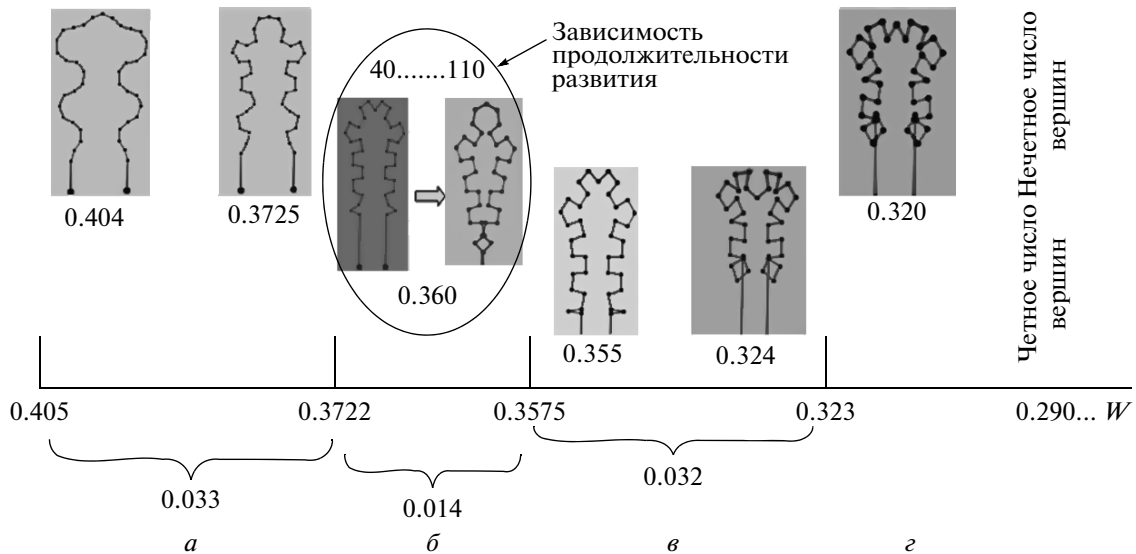 Зависимость
продолжительности
развития
40.......110
0.404
0.3725
0.360
0.355
0.324
0.320
Четное число Нечетное число
вершин
вершин
0.405
0.3722
0.3575
0.323
0.290... W
0.033
0.014
0.032
а
б
в
г